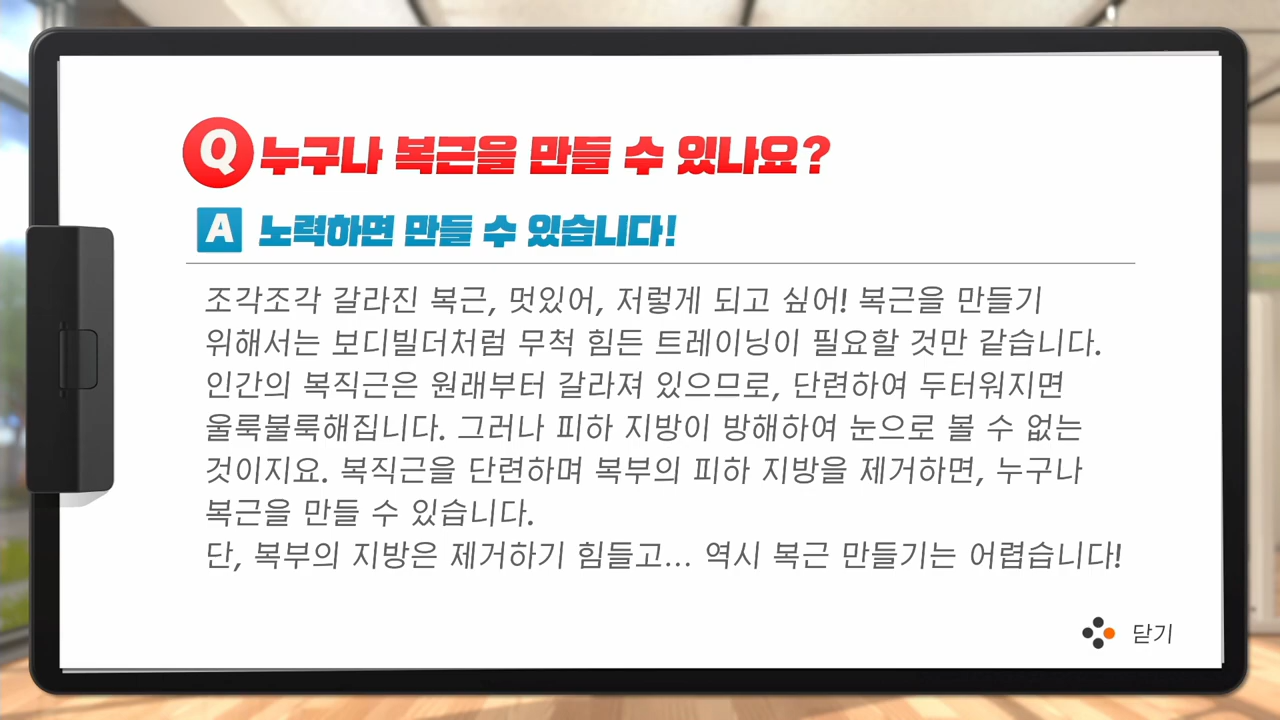 Q 누구나 복근을 만들 수 있나요?
A 노력하면 만들 수 있습니다!
조각조각 갈라진 복근, 멋있어, 저렇게 되고 싶어! 복근을 만들기
위해서는 보디빌더처럼 무척 힘든 트레이닝이 필요할 것만 같습니다.
인간의 복직근은 원래부터 갈라져 있으므로, 단련하여 두터워지면
울룩불룩해집니다. 그러나 피하 지방이 방해하여 눈으로 볼 수 없는
것이지요. 복직근을 단련하며 복부의 피하 지방을 제거하면, 누구나
복근을 만들 수 있습니다.
단, 복부의 지방은 제거하기 힘들고... 역시 복근 만들기는 어렵습니다!
닫기